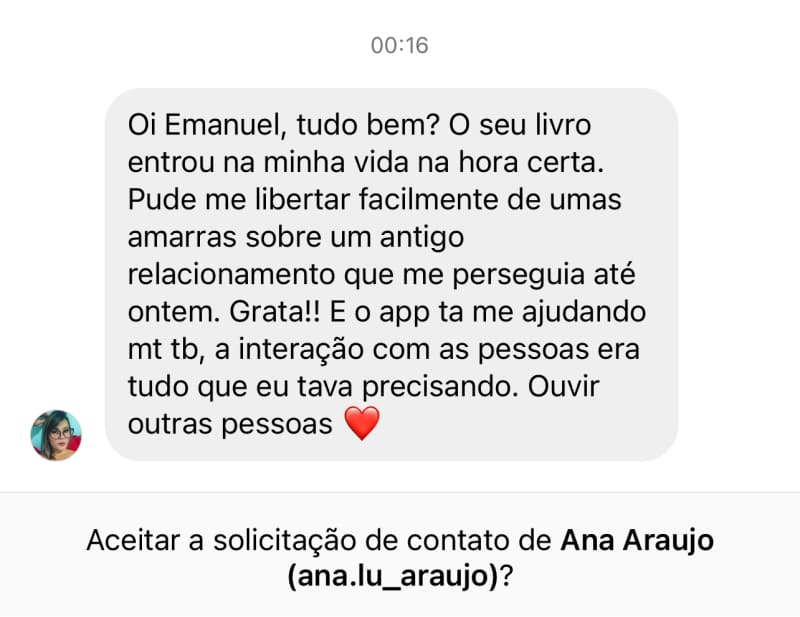 00:16
Oi Emanuel, tudo bem? O seu livro
entrou na minha vida na hora certa.
Pude me libertar facilmente de umas
amarras sobre um antigo
relacionamento que me perseguia até
ontem. Grata!! E o app ta me ajudando
mt tb, a interação com as pessoas era
tudo que eu tava precisando. Ouvir
outras pessoas ❤️
Aceitar a solicitação de contato de Ana Araujo
(ana.lu_araujo)?